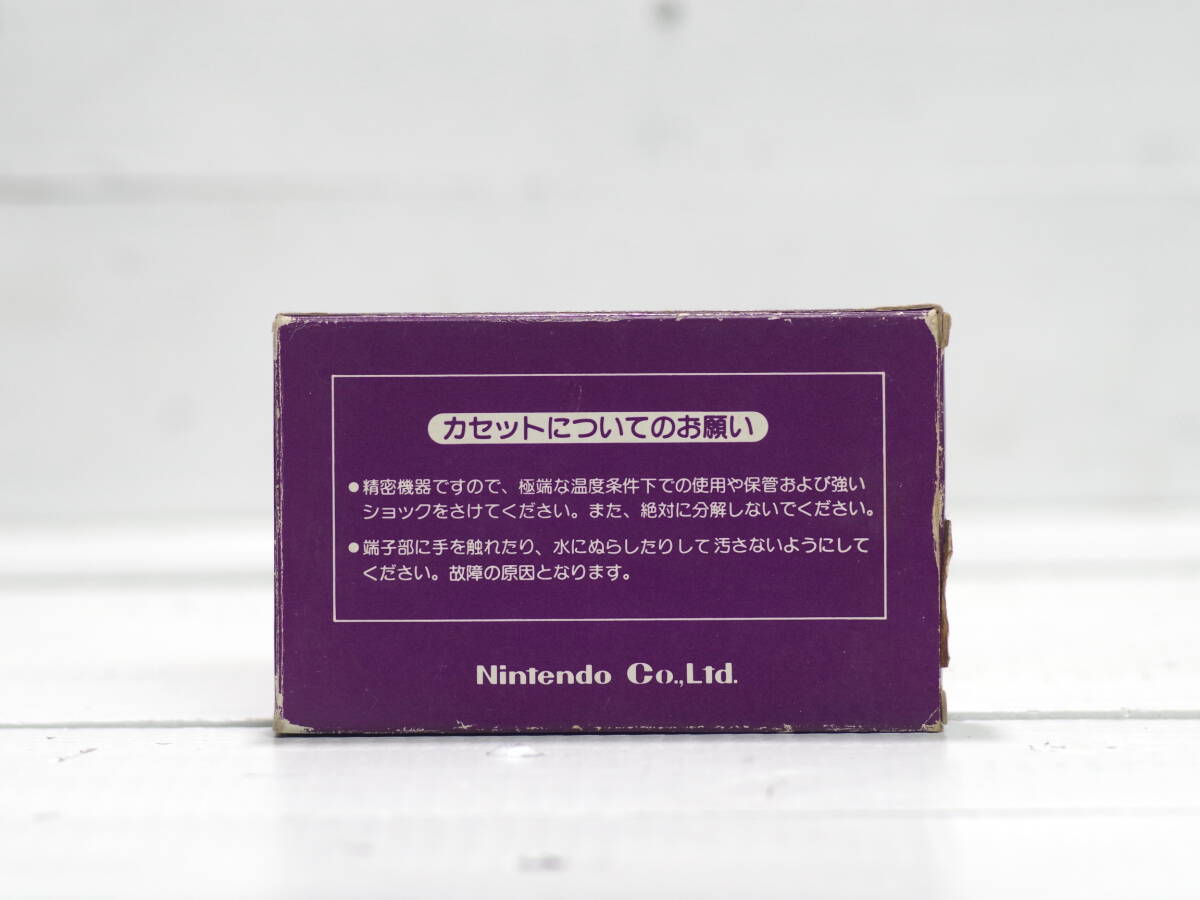 カセットについてのお願い
●精密機器ですので、極端な温度条件下での使用や保管および強い
ショックをさけてください。また、絶対に分解しないでください。
●端子部に手を触れたり、水にぬらしたりして汚さないようにして
ください。故障の原因となります。
Nintendo Co.,Ltd.